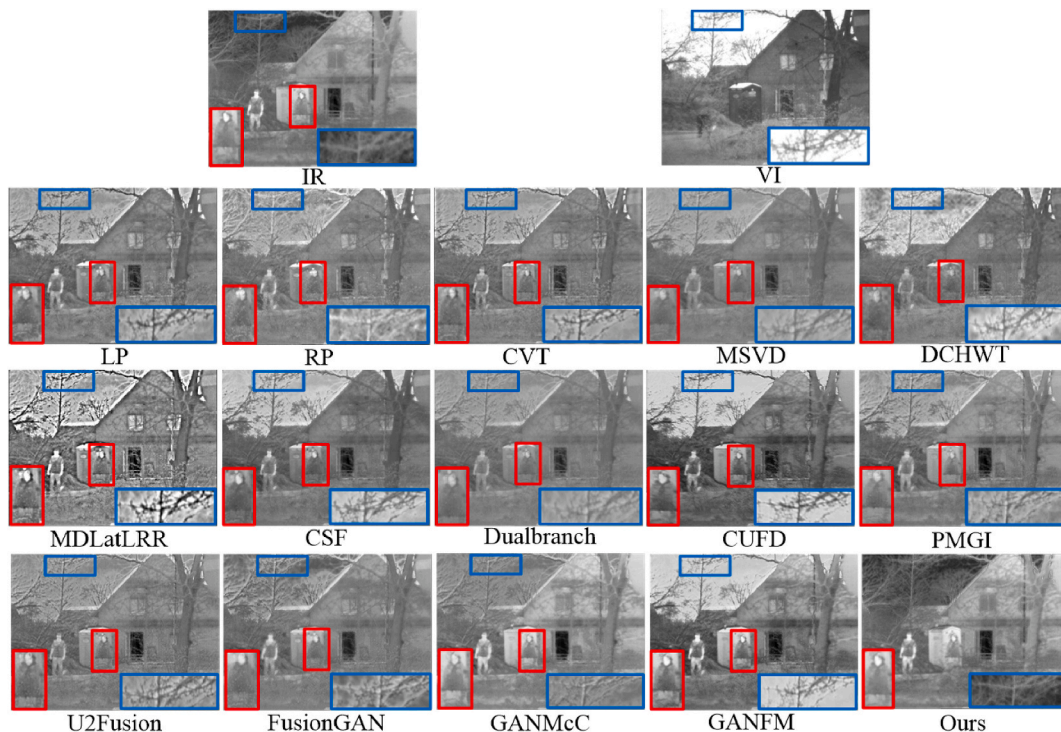 IR
VI
LP
RP
CVT
MSVD
DCHWT
MDLatLRR
CSF
Dualbranch
CUFD
PMGI
U2Fusion
FusionGAN
GANMcC
GANFM
Ours